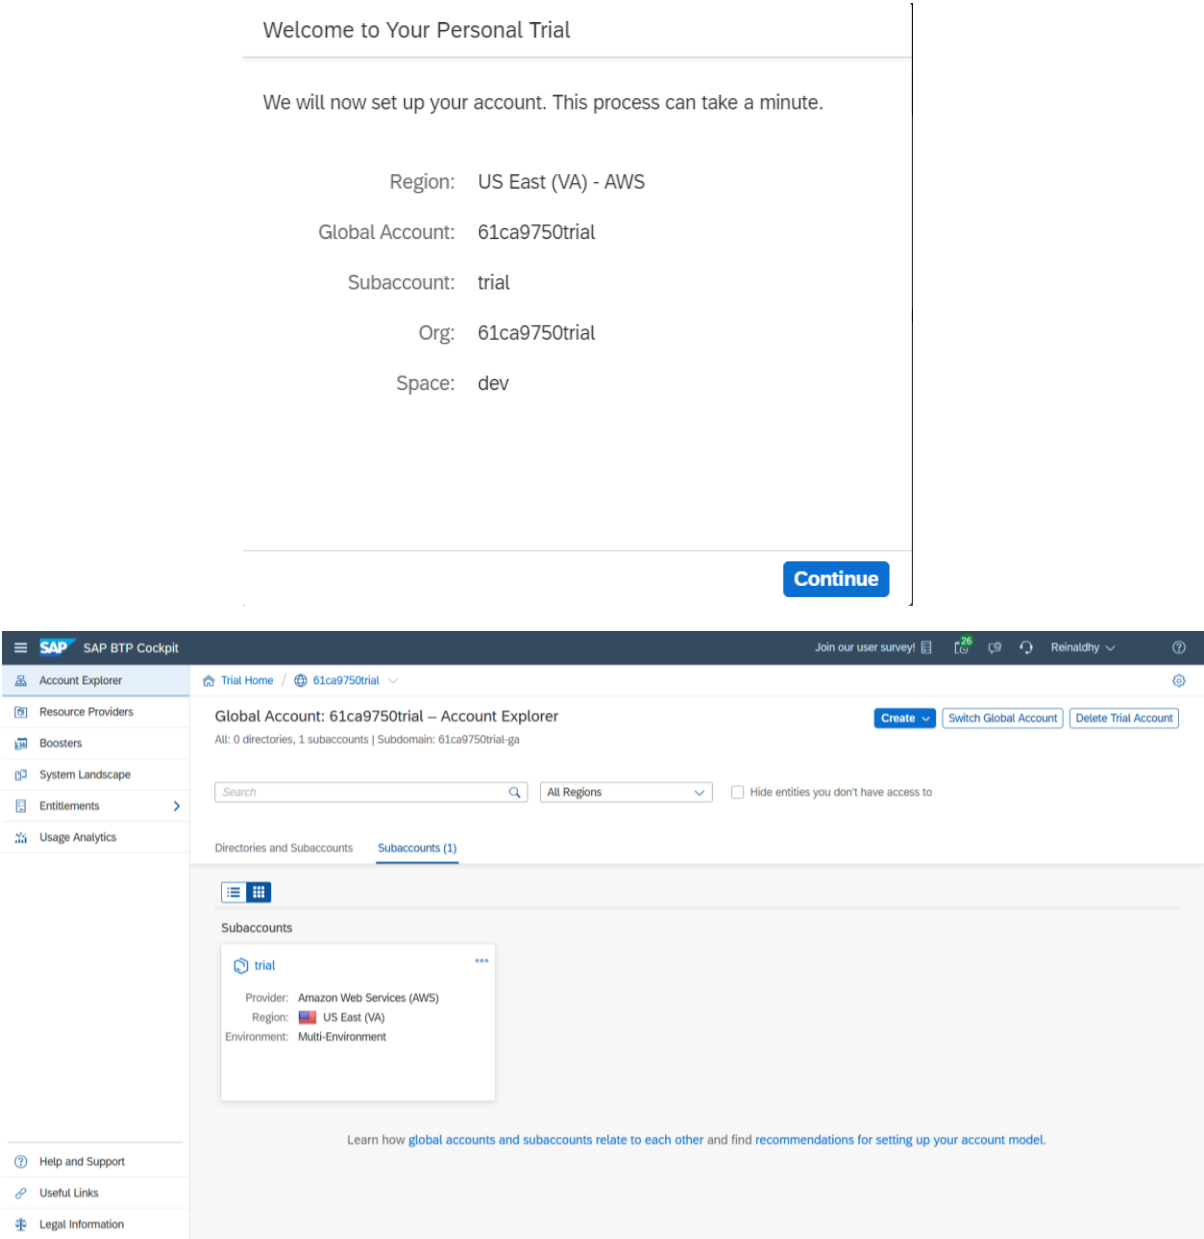 Welcome to Your Personal Trial
We will now set up your account. This process can take a minute.
Region: US East (VA) - AWS
Global Account: 61ca9750trial
Subaccount: trial
Org: 61ca9750trial
Space: dev
Continue
SAP SAP BTP Cockpit
Join our user survey! 26 Reinaldhy
Account Explorer
Resource Providers
Boosters
System Landscape
Entitlements
Usage Analytics
Trial Home / 61ca9750trial
Global Account: 61ca9750trial – Account Explorer
Create Switch Global Account Delete Trial Account
All: 0 directories, 1 subaccounts | Subdomain: 61ca9750trial-ga
Search All Regions Hide entities you don't have access to
Directories and Subaccounts Subaccounts (1)
Subaccounts
trial
Provider: Amazon Web Services (AWS)
Region: US East (VA)
Environment: Multi-Environment
Learn how global accounts and subaccounts relate to each other and find recommendations for setting up your account model.
Help and Support
Useful Links
Legal Information